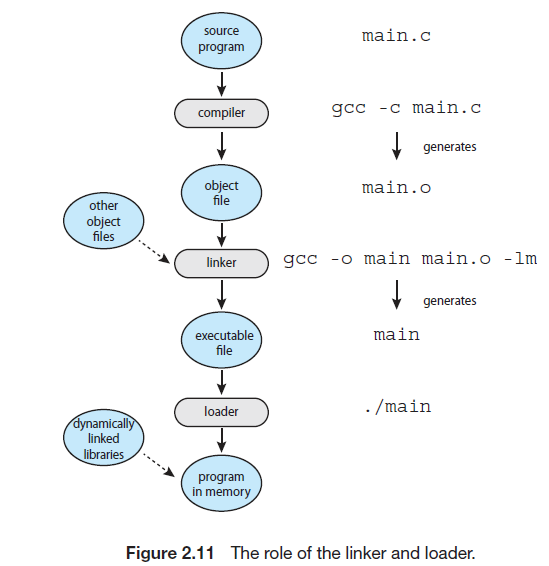 source
program
main.c
compiler
gcc -c main.c
generates
object
file
main.o
other
object
files
linker
gcc -o main main.o -lm
generates
executable
file
main
loader
./main
dynamically
linked
libraries
program
in memory
Figure 2.11 The role of the linker and loader.